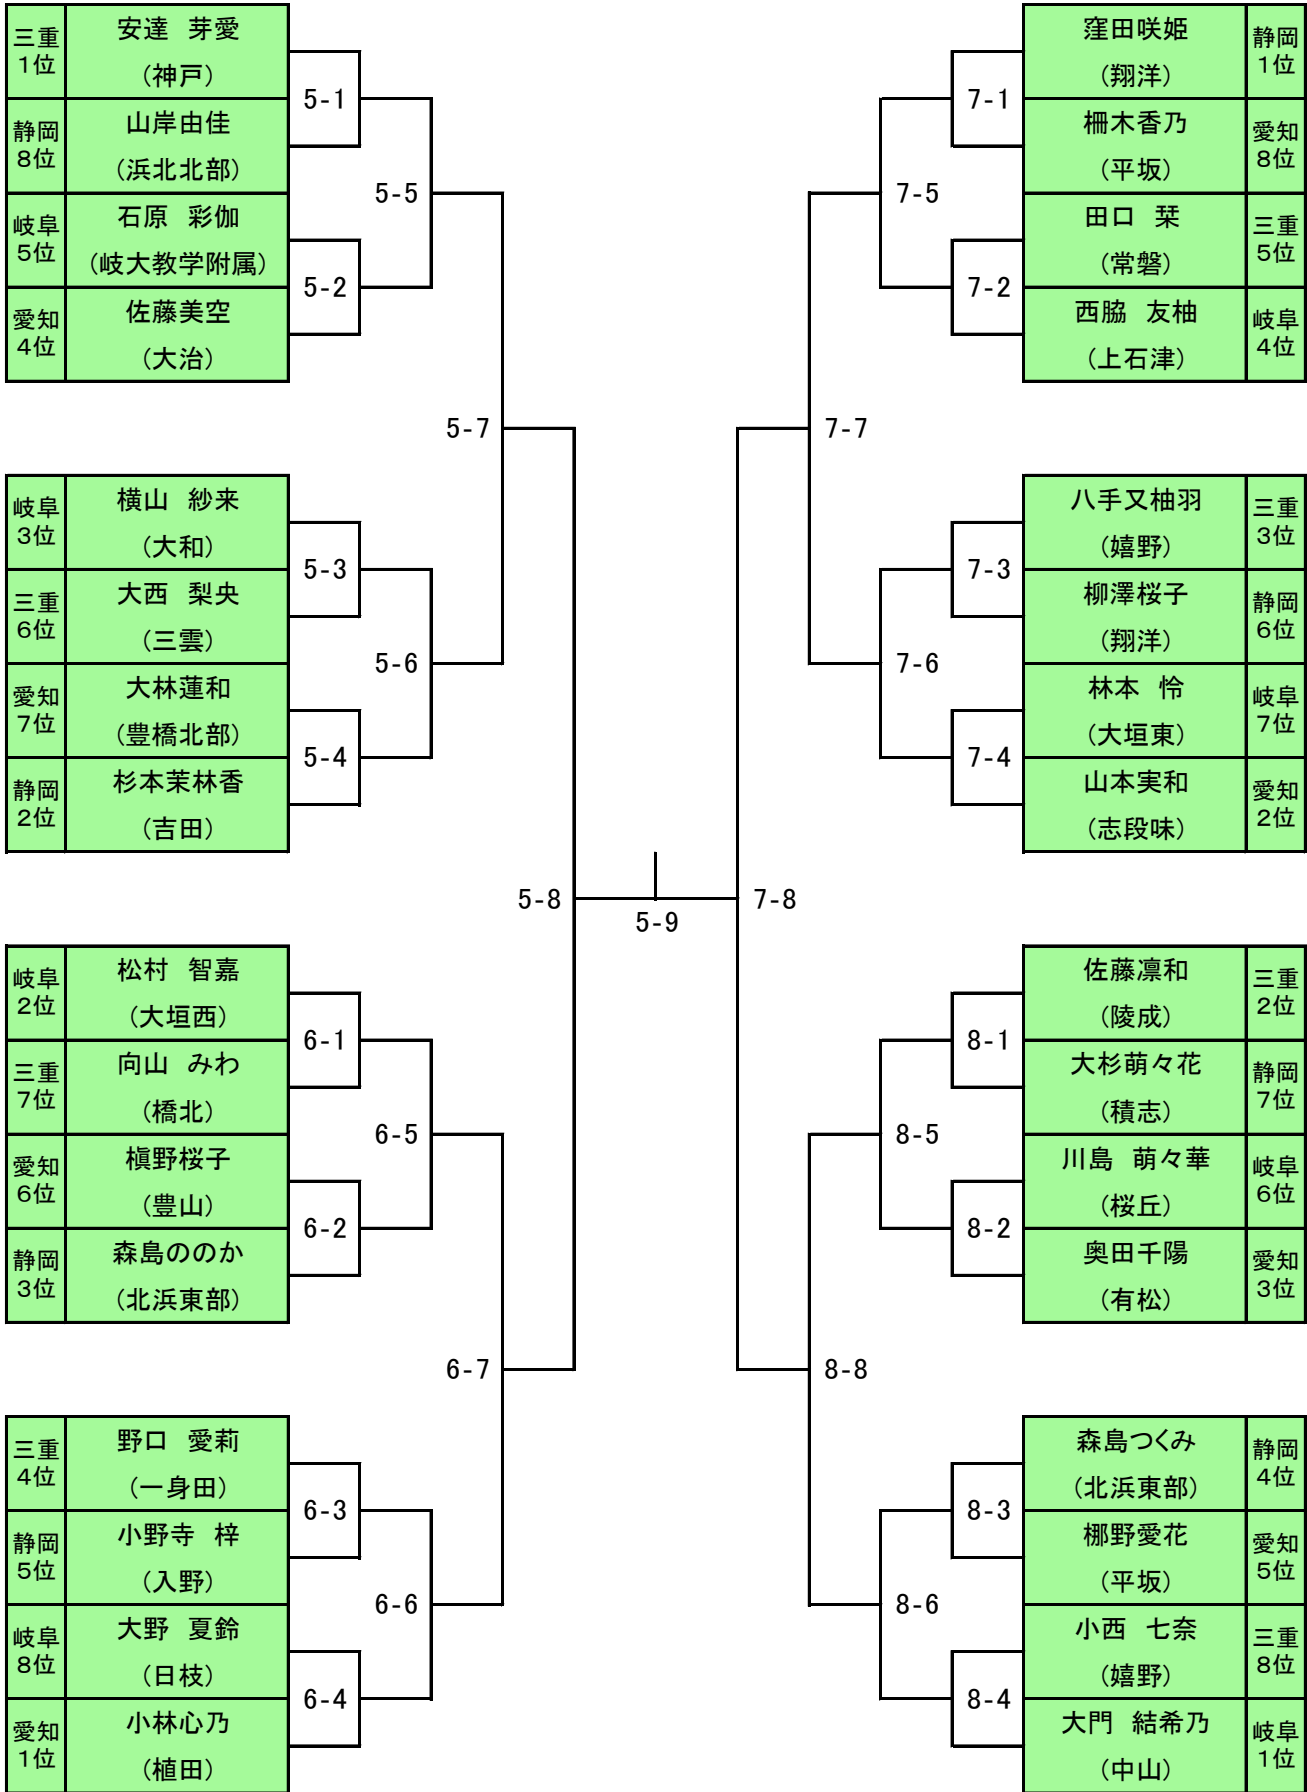 三重
1位
安達　芽愛
（神戸）
静岡
8位
山岸由佳
（浜北北部）
岐阜
5位
石原　彩伽
（岐大教学附属）
愛知
4位
佐藤美空
（大治）
5-1
5-2
5-5
岐阜
3位
横山　紗来
（大和）
三重
6位
大西　梨央
（三雲）
愛知
7位
大林蓮和
（豊橋北部）
静岡
2位
杉本茉林香
（吉田）
5-3
5-4
5-6
5-7
岐阜
2位
松村　智嘉
（大垣西）
三重
7位
向山　みわ
（橋北）
愛知
6位
槇野桜子
（豊山）
静岡
3位
森島ののか
（北浜東部）
6-1
6-2
6-5
三重
4位
野口　愛莉
（一身田）
静岡
5位
小野寺　梓
（入野）
岐阜
8位
大野　夏鈴
（日枝）
愛知
1位
小林心乃
（植田）
6-3
6-4
6-6
6-7
5-8
5-9
7-8
窪田咲姫
（翔洋）
静岡
1位
柵木香乃
（平坂）
愛知
8位
田口　栞
（常磐）
三重
5位
西脇　友柚
（上石津）
岐阜
4位
7-1
7-2
7-5
7-7
八手又柚羽
（嬉野）
三重
3位
柳澤桜子
（翔洋）
静岡
6位
林本　怜
（大垣東）
岐阜
7位
山本実和
（志段味）
愛知
2位
7-3
7-4
7-6
佐藤凛和
（陵成）
三重
2位
大杉萌々花
（積志）
静岡
7位
川島　萌々華
（桜丘）
岐阜
6位
奥田千陽
（有松）
愛知
3位
8-1
8-2
8-5
8-8
森島つくみ
（北浜東部）
静岡
4位
梛野愛花
（平坂）
愛知
5位
小西　七奈
（嬉野）
三重
8位
大門　結希乃
（中山）
岐阜
1位
8-3
8-4
8-6